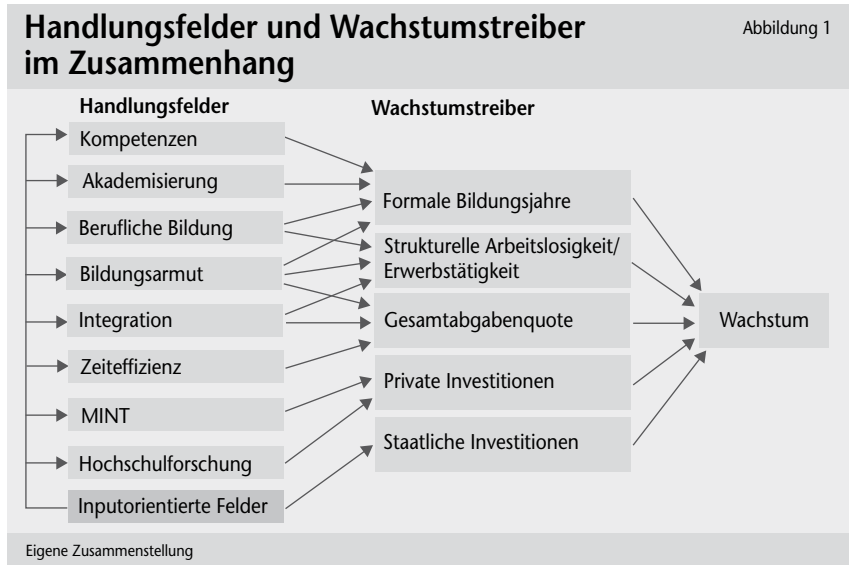 Handlungsfelder und Wachstumstreiber
im Zusammenhang
Abbildung 1
Handlungsfelder
Kompetenzen
Akademisierung
Berufliche Bildung
Bildungsarmut
Integration
Zeiteffizienz
MINT
Hochschulforschung
Inputorientierte Felder
Wachstumstreiber
Formale Bildungsjahre
Strukturelle Arbeitslosigkeit/
Erwerbstätigkeit
Gesamtabgabenquote
Private Investitionen
Staatliche Investitionen
Wachstum
Eigene Zusammenstellung